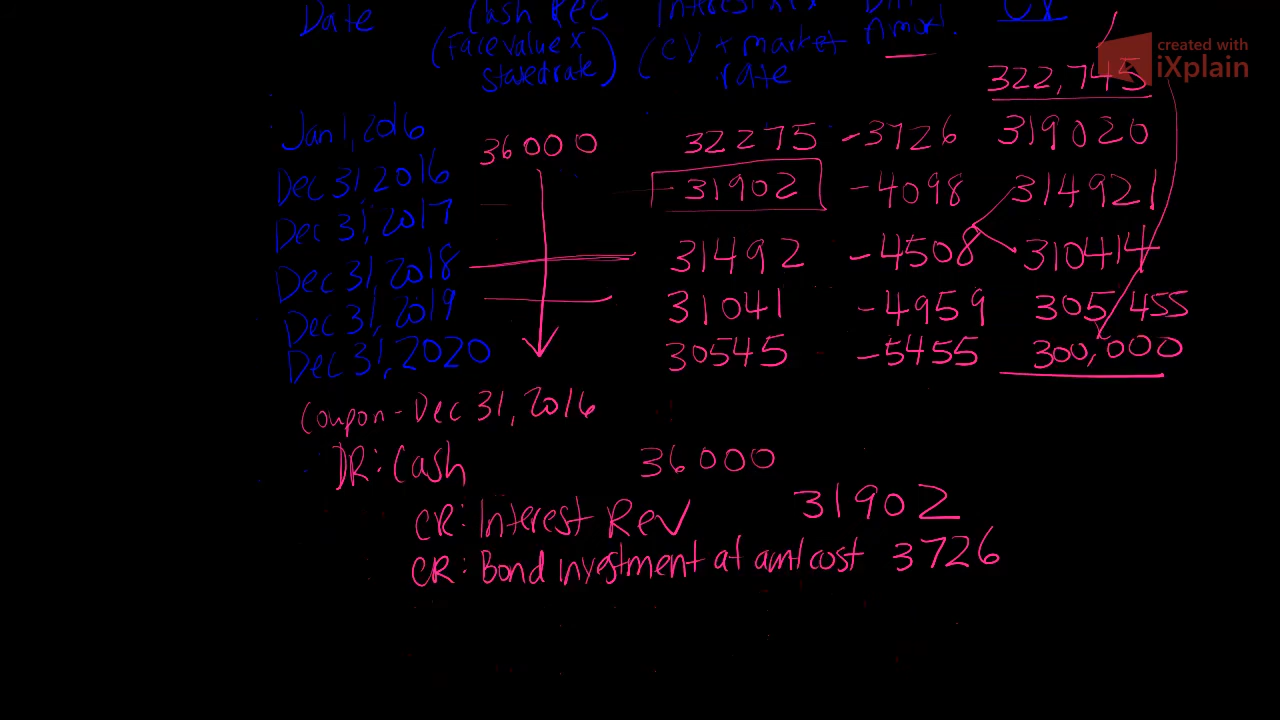 Date Cash Rec Interest CV
(Face value x stated rate) (CV x market rate) Amort.
created with iXplain
322,745
Jan 1, 2016 36000 32275 -3726 319020
Dec 31, 2016 31902 -4098 314921
Dec 31, 2017
Dec 31, 2018 31492 -4508 310414
Dec 31, 2019 31041 -4959 305,455
Dec 31, 2020 30545 -5455 300,000
Coupon - Dec 31, 2016
DR: Cash 36000
CR: Interest Rev 31902
CR: Bond investment at amt cost 3726